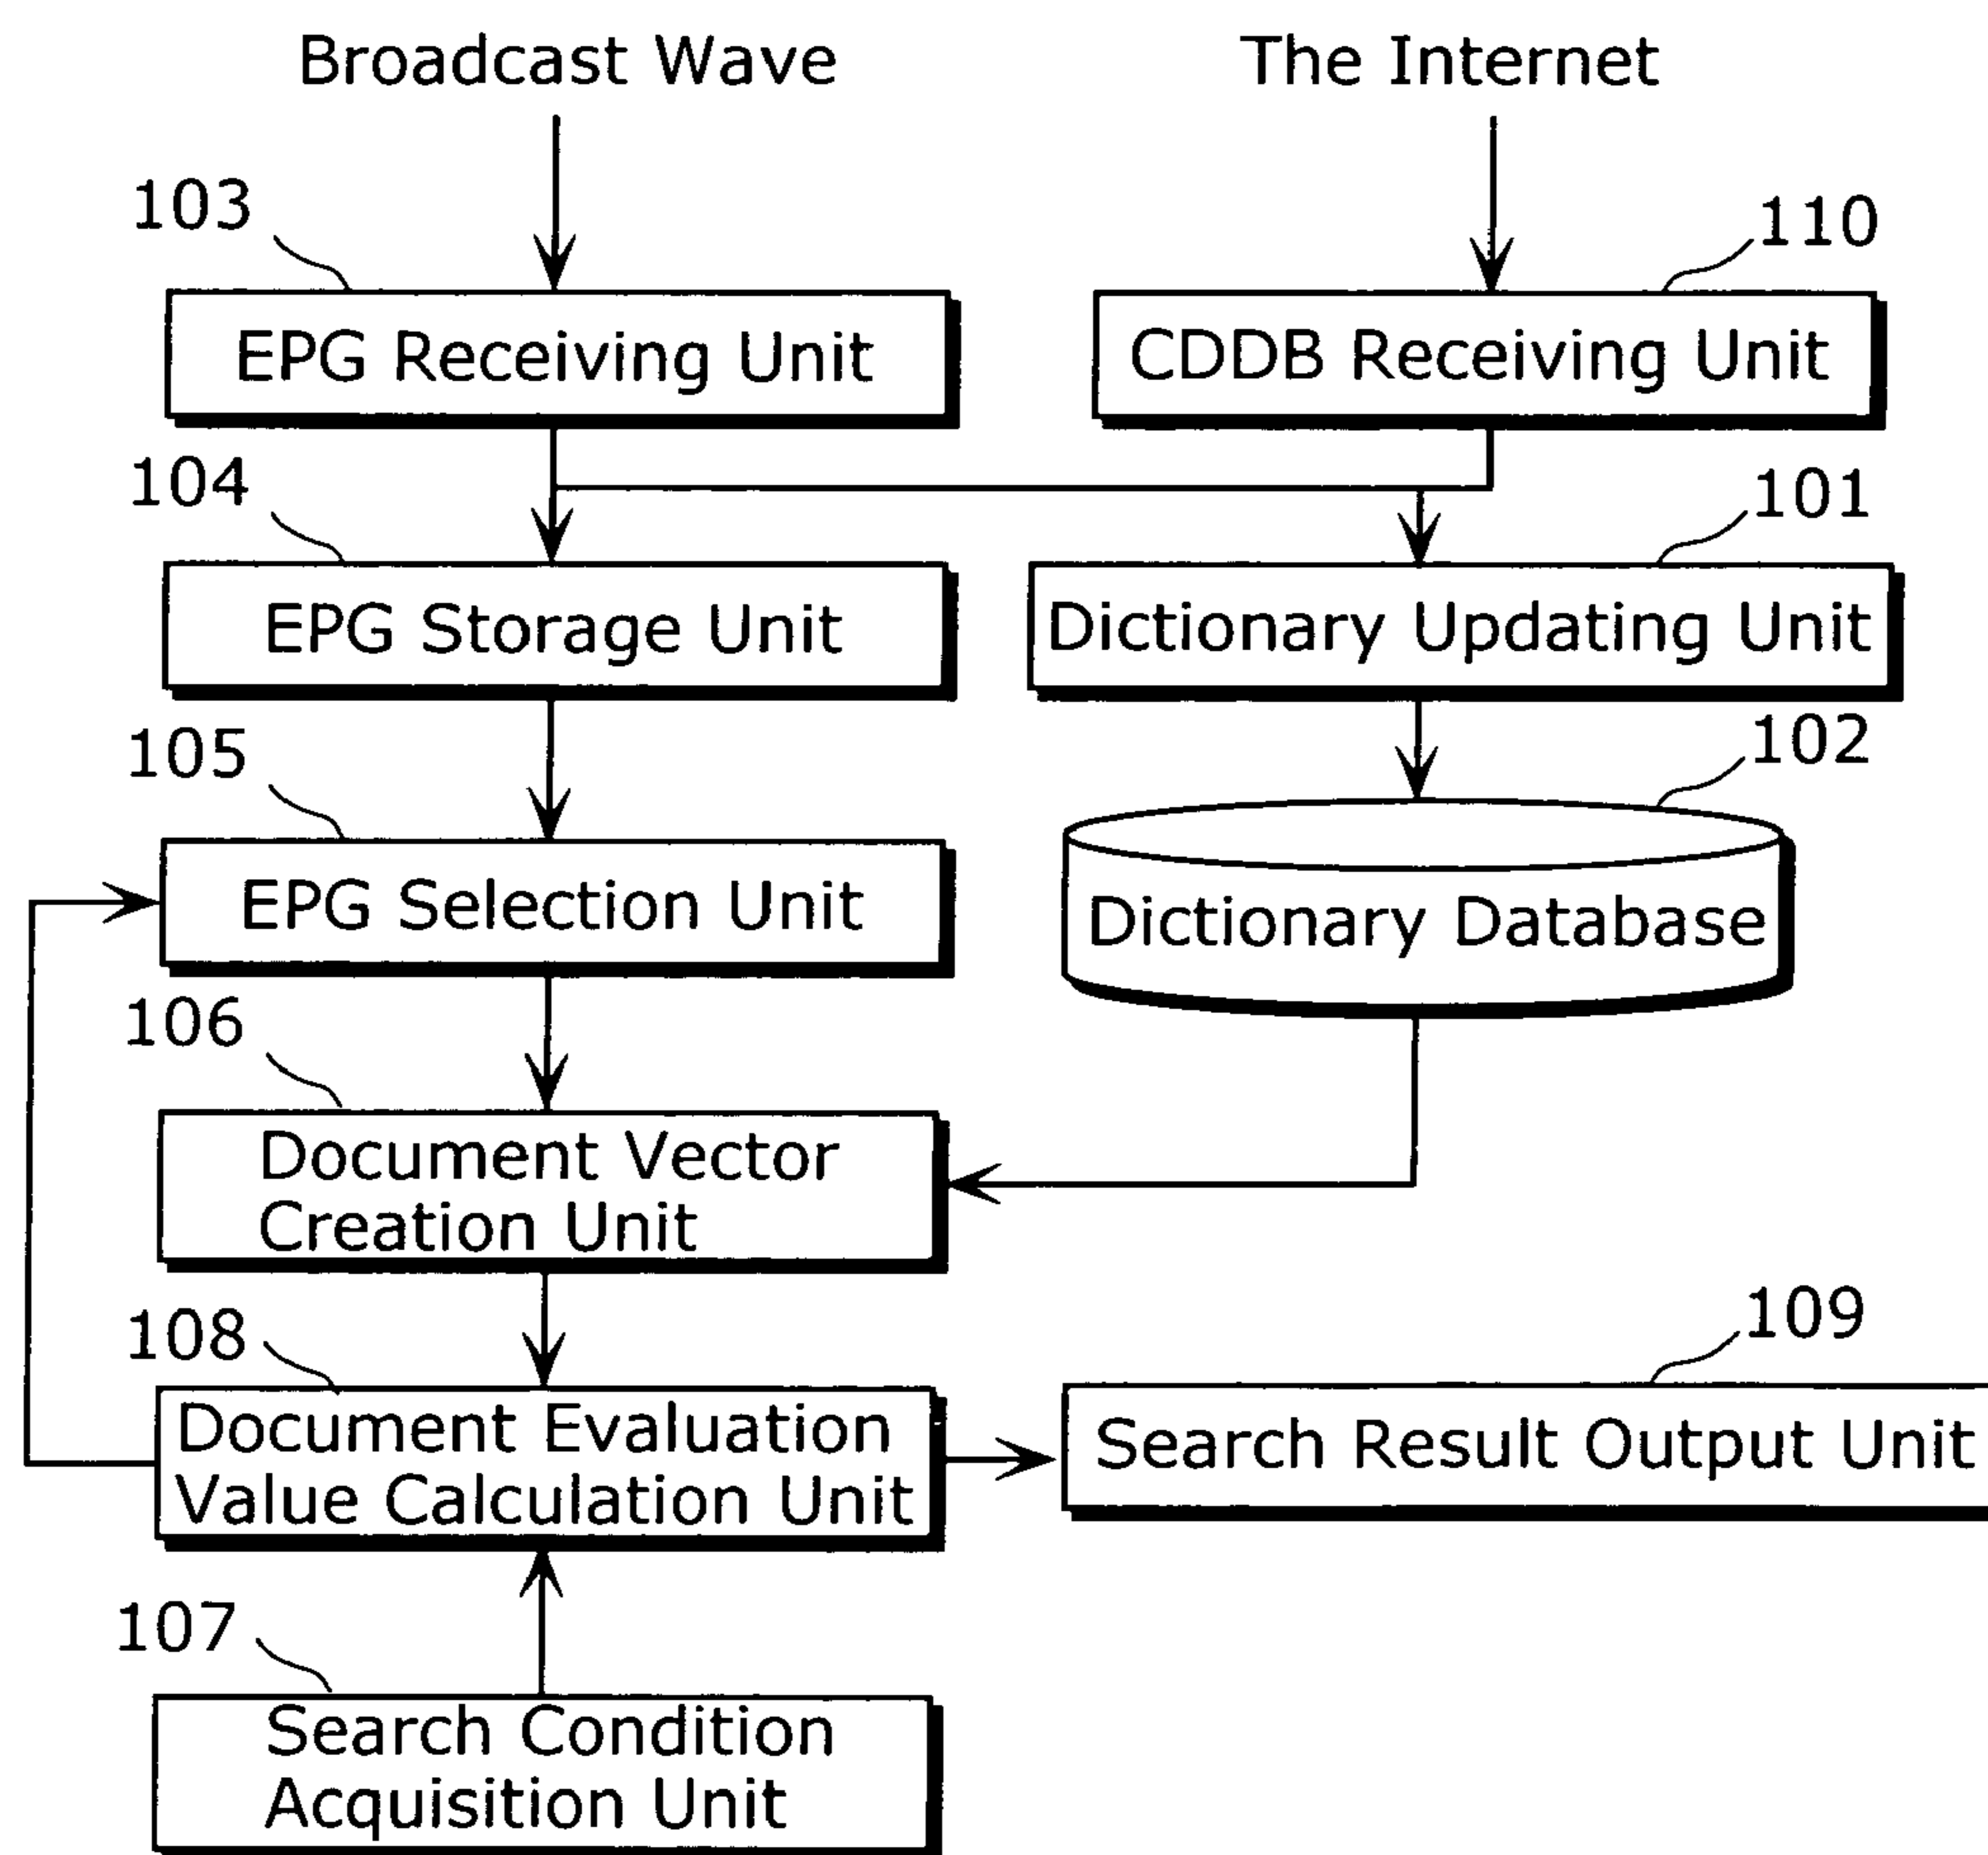 Broadcast Wave
The Internet
103
110
EPG Receiving Unit
CDDB Receiving Unit
104
101
EPG Storage Unit
Dictionary Updating Unit
105
102
EPG Selection Unit
Dictionary Database
106
Document Vector
Creation Unit
108
109
Document Evaluation
Value Calculation Unit
Search Result Output Unit
107
Search Condition
Acquisition Unit